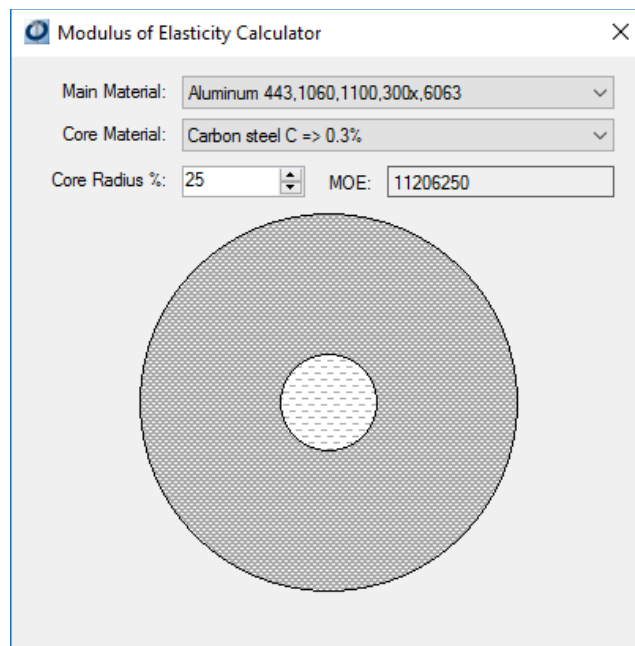 Modulus of Elasticity Calculator
Main Material: Aluminum 443,1060,1100,300x,6063
Core Material: Carbon steel C => 0.3%
Core Radius %: 25 MOE: 11206250